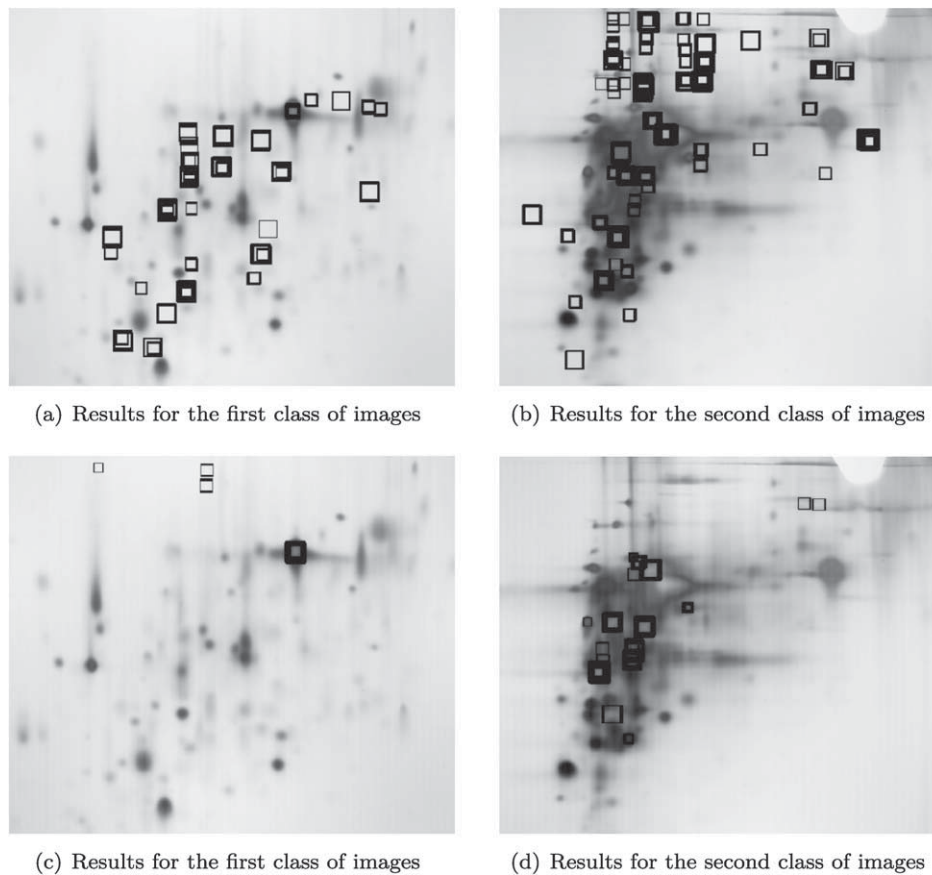 (a) Results for the first class of images
(b) Results for the second class of images
(c) Results for the first class of images
(d) Results for the second class of images